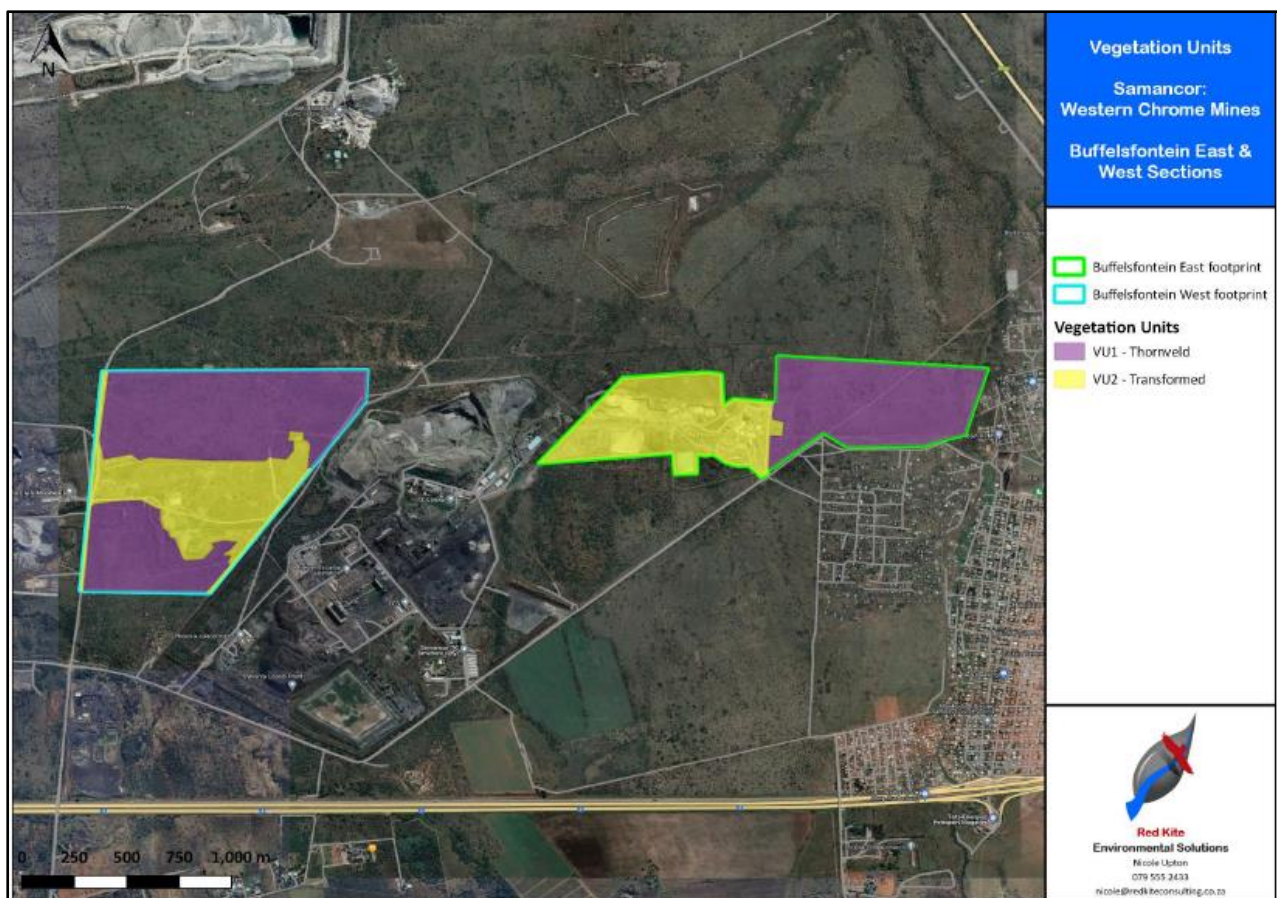 N
Vegetation Units
Samancor:
Western Chrome Mines
Buffelsfontein East &
West Sections
Buffelsfontein East footprint
Buffelsfontein West footprint
Vegetation Units
VU1 - Thornveld
VU2 - Transformed
0 250 500 750 1,000 m
Red Kite
Environmental Solutions
Nicole Upton
079 555 2433
nicole@redkiteconsulting.co.za